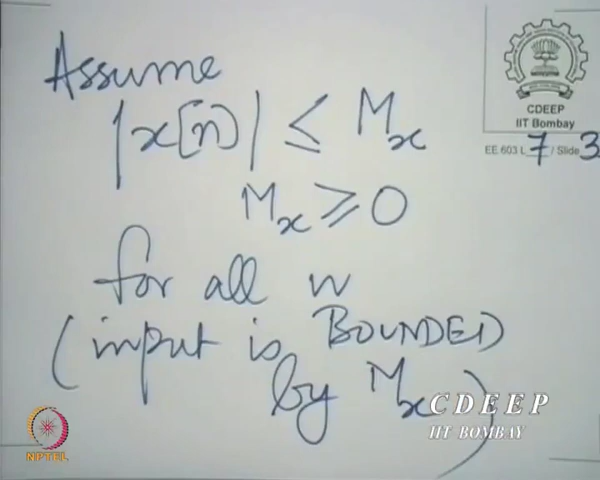 Assume
|x[n]| ≤ Mx
Mx ≥ 0
for all n
(input is BOUNDED
by Mx)
CDEEP
IIT Bombay
EE 603 L 7 / Slide 3
CDEEP
IIT BOMBAY
NPTEL